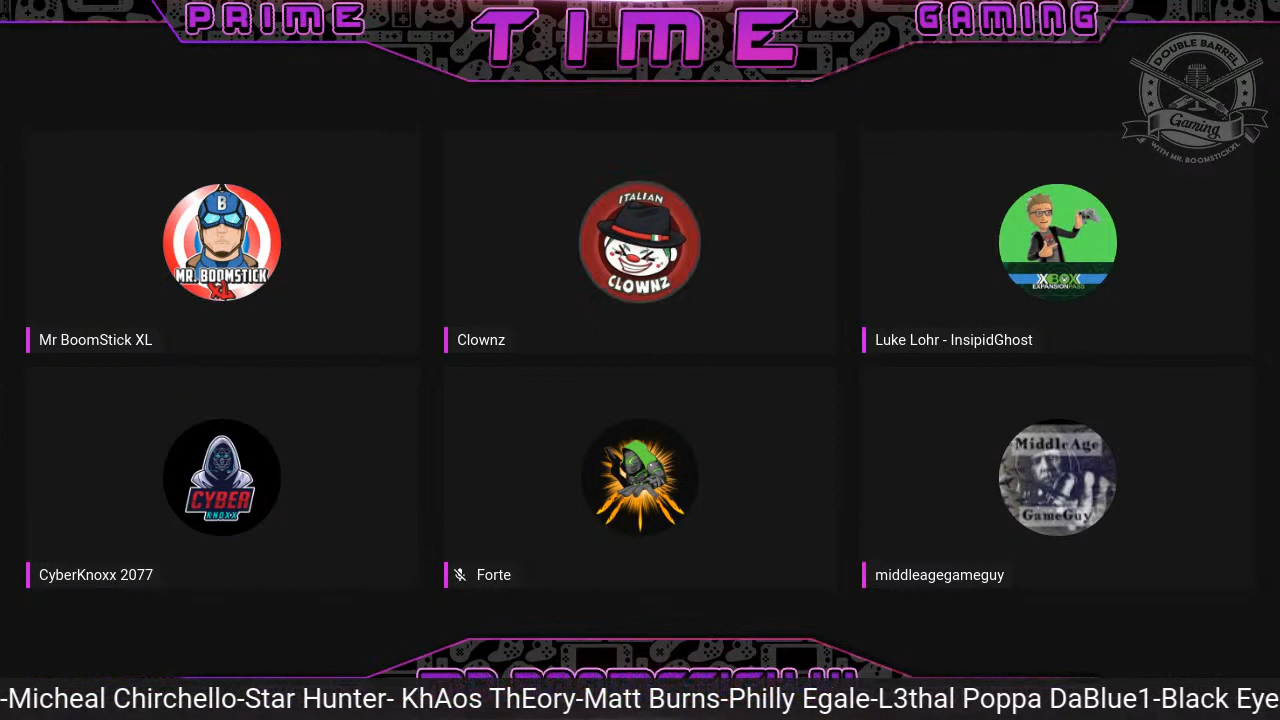 PRIME
TIME
GAMING
DOUBLE BARREL
Gaming
WITH MR. BOOMSTICKXL
B
MR. BOOMSTICK
XL
Mr BoomStick XL
ITALIAN
CLOWNZ
Clownz
XBOX
EXPANSION PASS
Luke Lohr - InsipidGhost
CYBER
KNOXX
CyberKnoxx 2077
Forte
MiddleAge
GameGuy
middleagegameguy
-Micheal Chirchello-Star Hunter- KhAos ThEory-Matt Burns-Philly Egale-L3thal Poppa DaBlue1-Black Eye